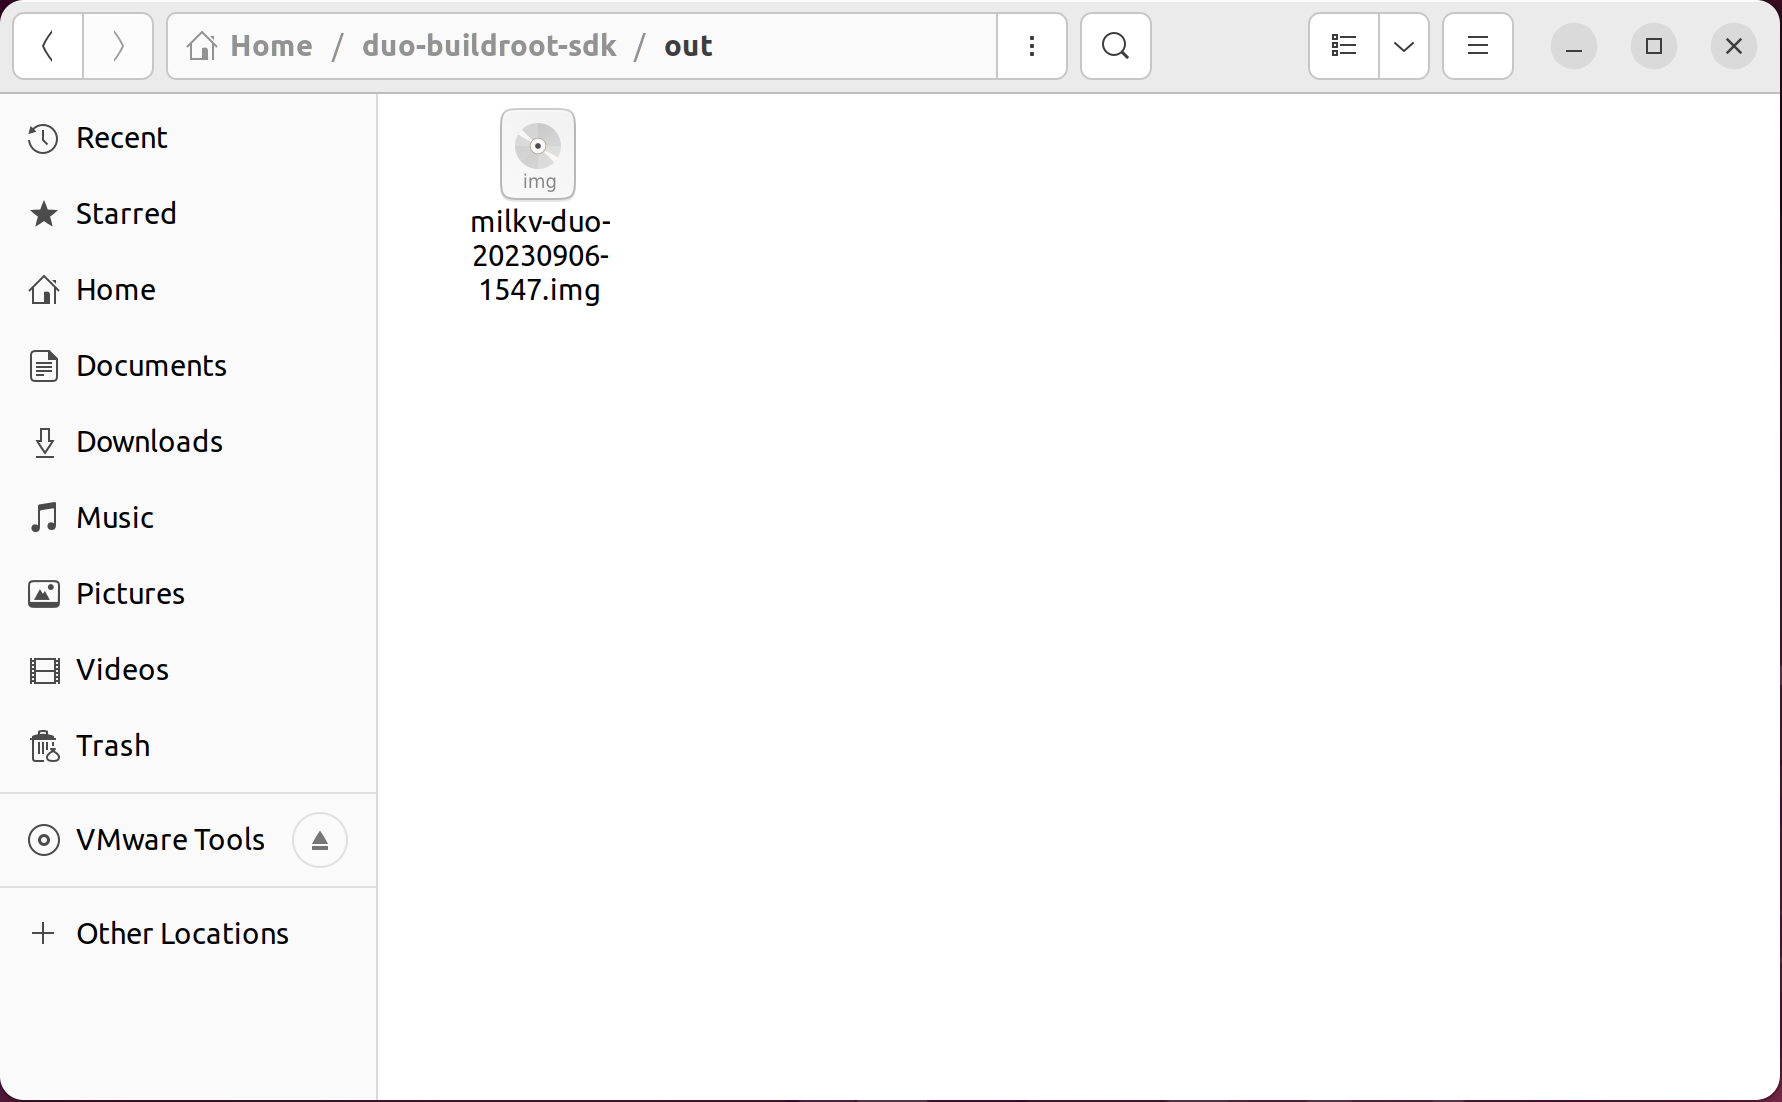 Home / duo-buildroot-sdk / out
Recent
Starred
Home
Documents
Downloads
Music
Pictures
Videos
Trash
VMware Tools
Other Locations
img
milkv-duo-
20230906-
1547.img